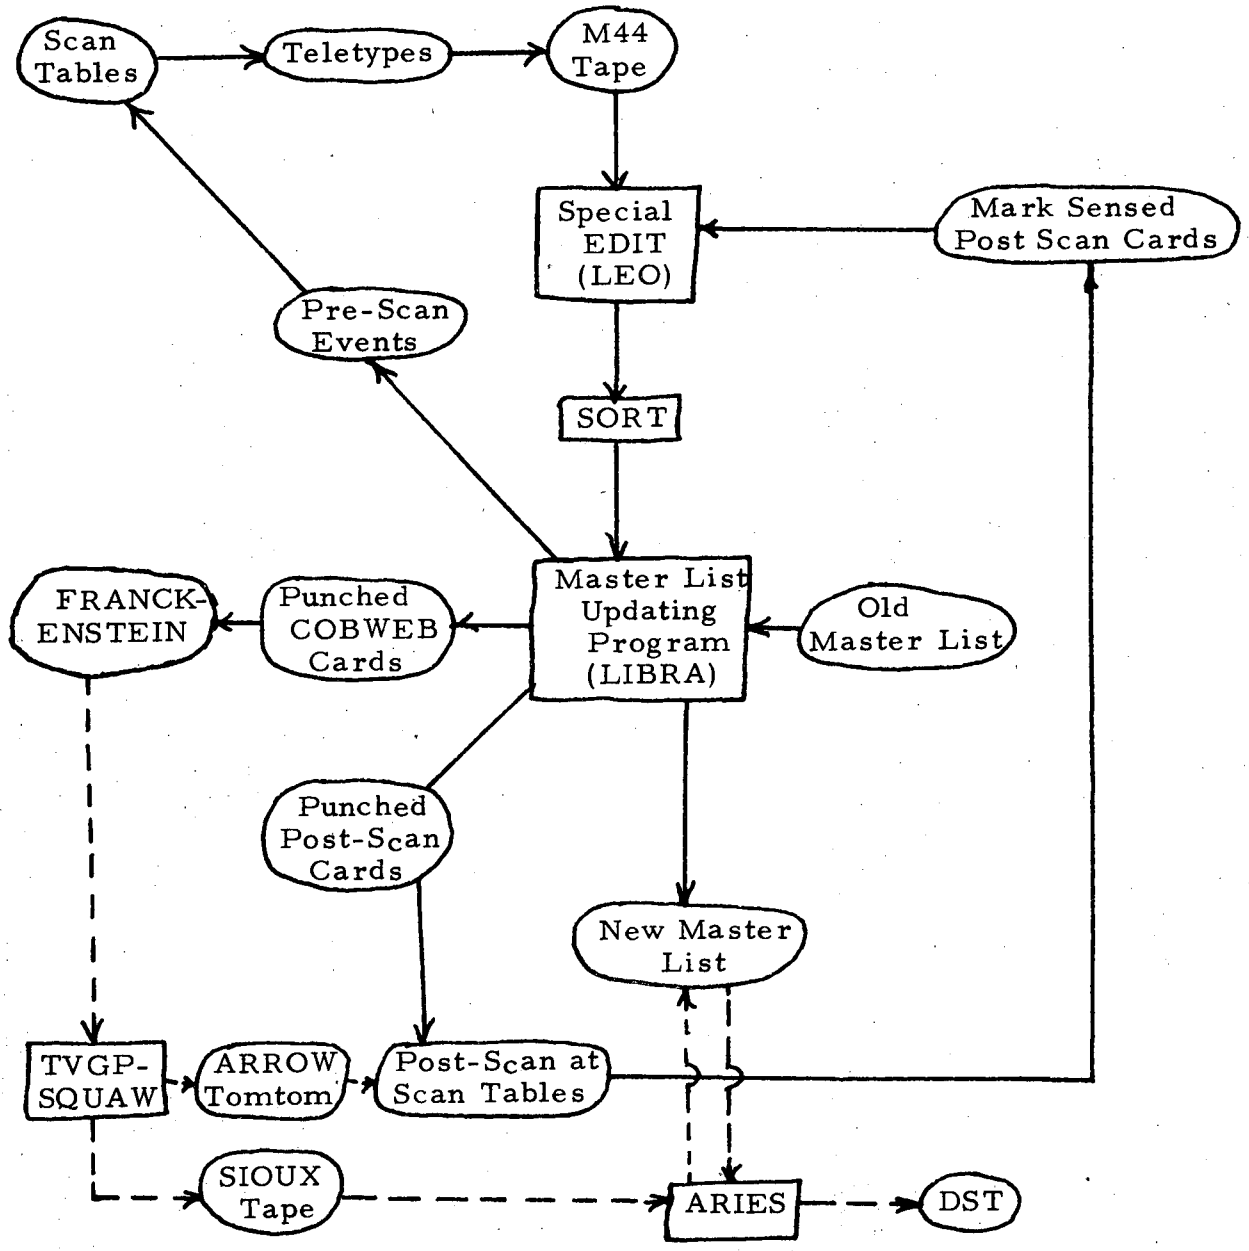 Scan
Tables
Teletypes
M44
Tape
Special
EDIT
(LEO)
Mark Sensed
Post Scan Cards
Pre-Scan
Events
SORT
FRANCK-
ENSTEIN
Punched
COBWEB
Cards
Master List
Updating
Program
(LIBRA)
Old
Master List
Punched
Post-Scan
Cards
New Master
List
TVGP-
SQUAW
ARROW
Tomtom
Post-Scan at
Scan Tables
SIOUX
Tape
ARIES
DST